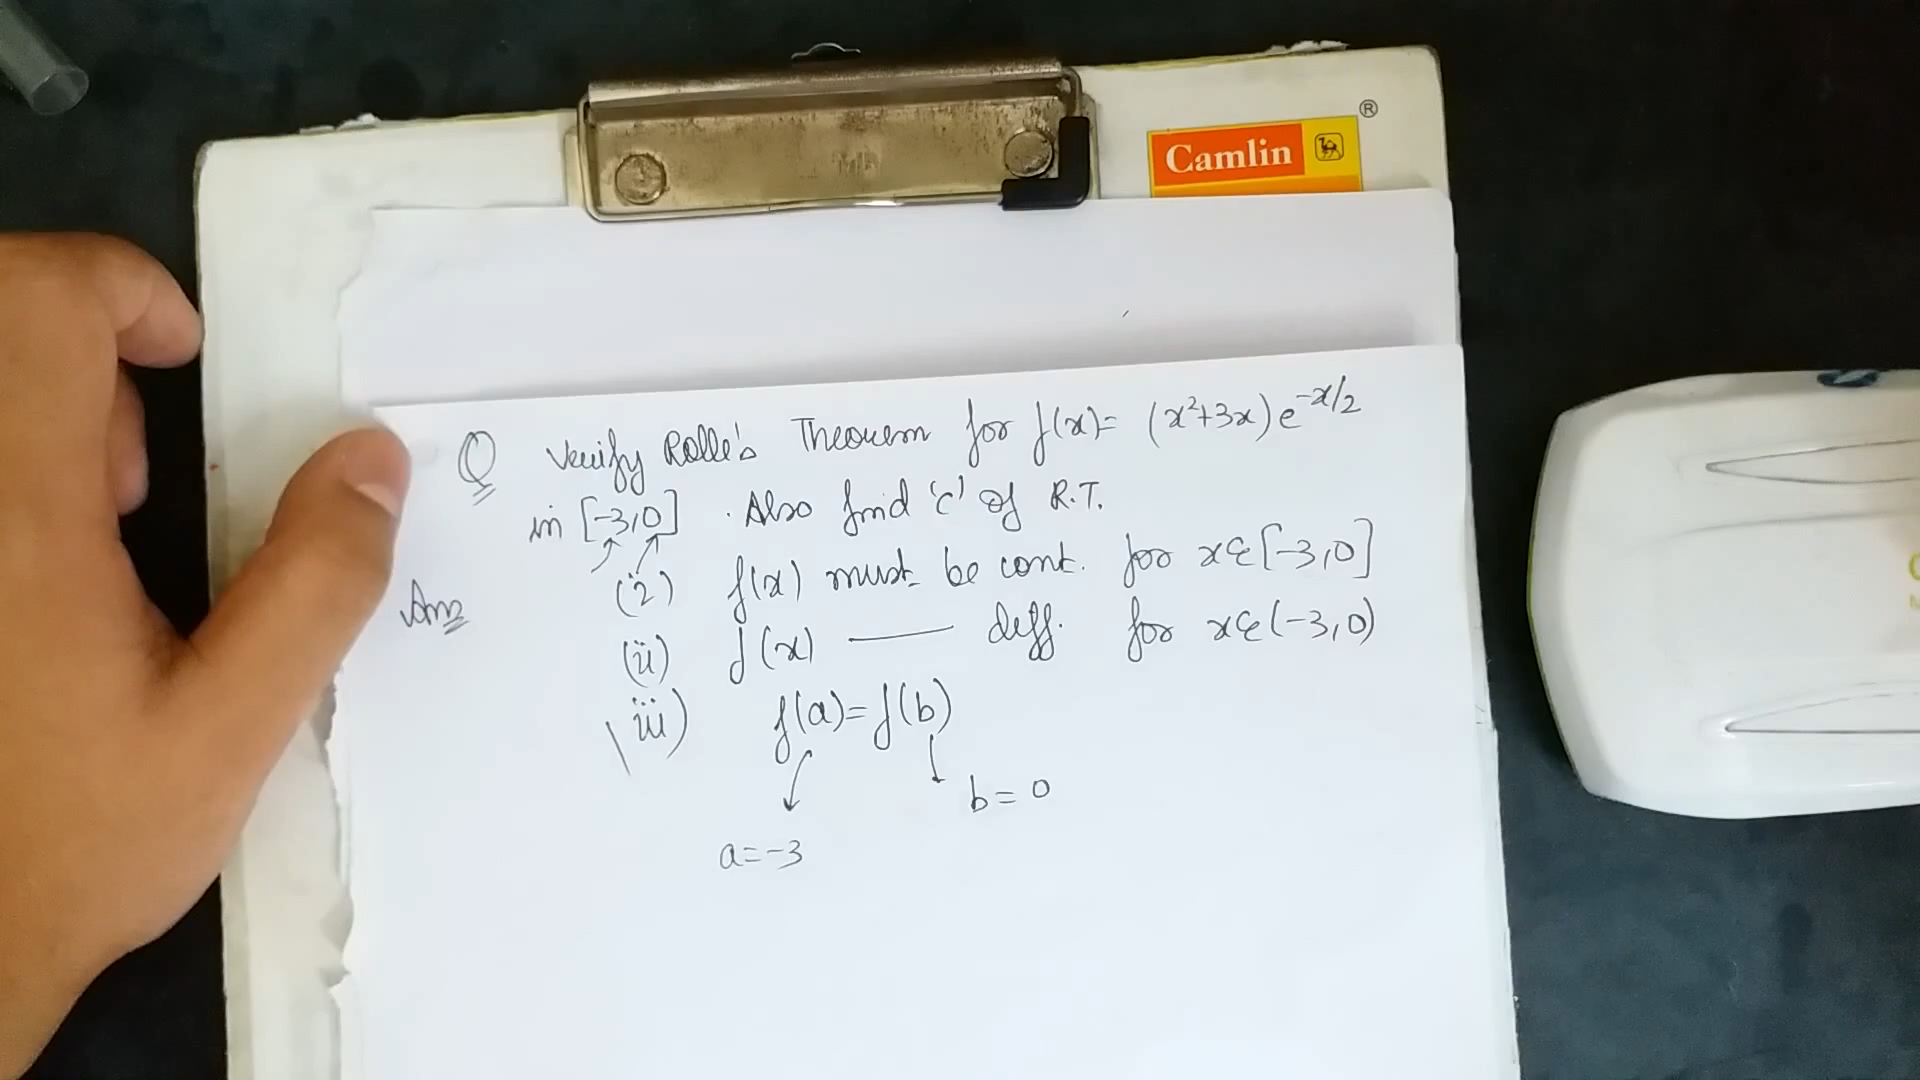 Camlin ®
Q Verify Rolle's Theorem for f(x)= (x²+3x)e^-x/2
in [-3,0] . Also find 'c' of R.T.
Ans (i) f(x) must be cont. for x∈[-3,0]
(ii) f(x) —— diff. for x∈(-3,0)
(iii) f(a)=f(b)
b=0
a=-3